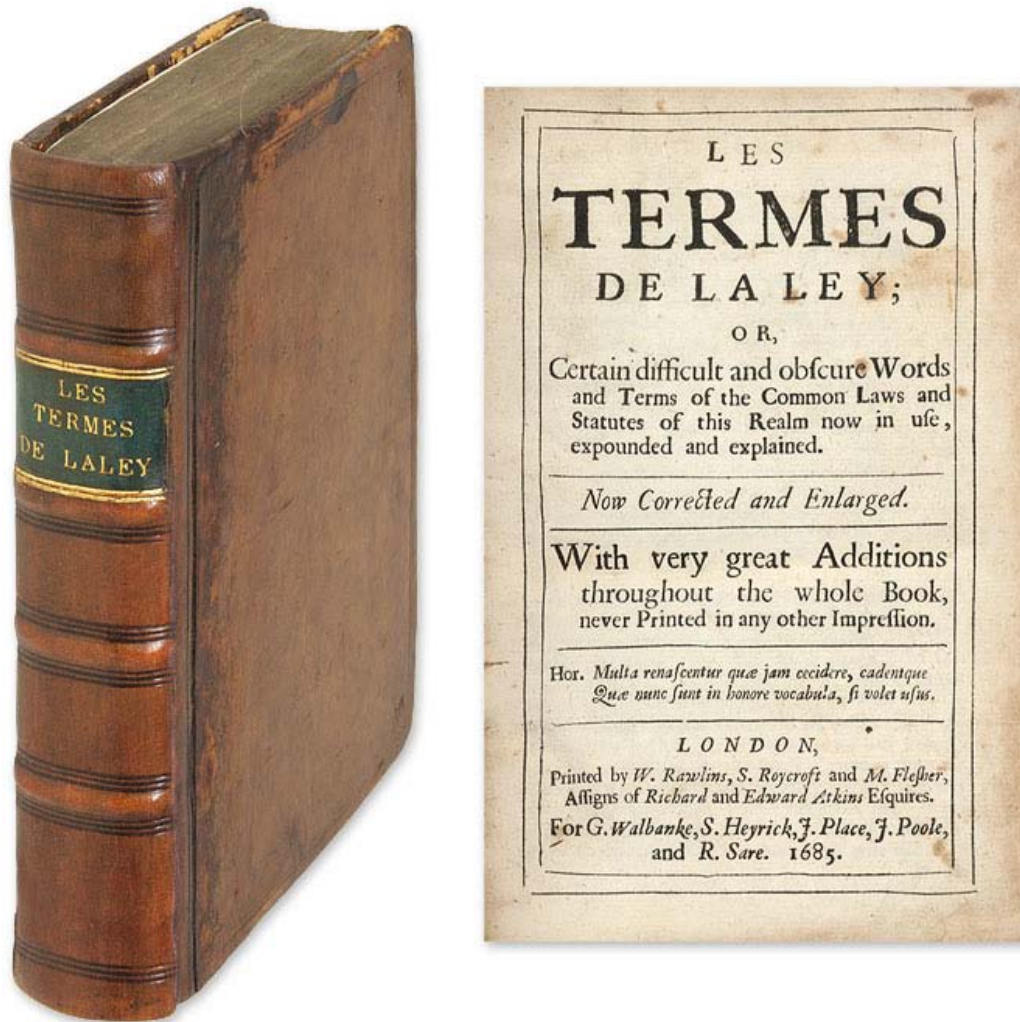 LES
TERMES
DE LALEY
LES
TERMES
DE LA LEY;
OR,
Certain difficult and obſcure Words
and Terms of the Common Laws and
Statutes of this Realm now in uſe,
expounded and explained.
Now Corrected and Enlarged.
With very great Additions
throughout the whole Book,
never Printed in any other Impreſſion.
Hor. Multa renaſcentur quæ jam cecidere, cadentque
Quæ nunc ſunt in honore vocabula, ſi volet uſus.
LONDON,
Printed by W. Rawlins, S. Roycroft and M. Fleſher,
Aſſigns of Richard and Edward Atkins Eſquires.
For G. Walbanke, S. Heyrick, J. Place, J. Poole,
and R. Sare. 1685.